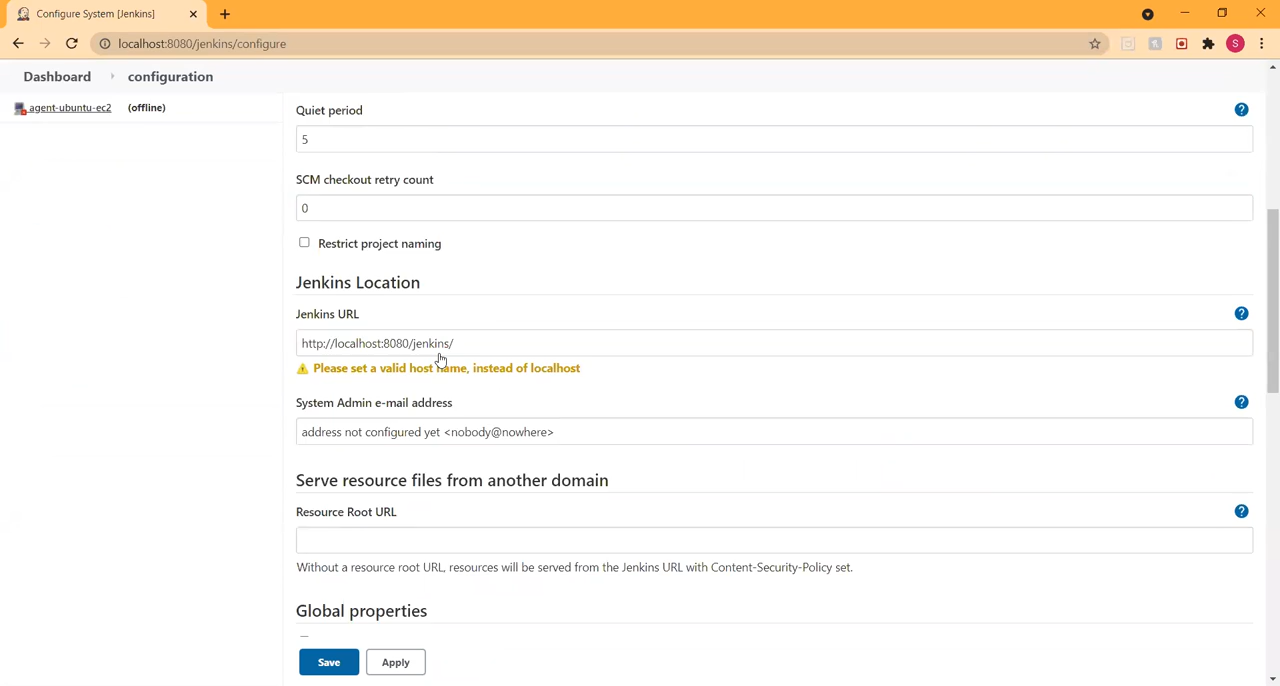 Configure System [Jenkins]
localhost:8080/jenkins/configure
S
Dashboard configuration
agent-ubuntu-ec2 (offline)
Quiet period
5
SCM checkout retry count
0
Restrict project naming
Jenkins Location
Jenkins URL
http://localhost:8080/jenkins/
Please set a valid host name, instead of localhost
System Admin e-mail address
address not configured yet <nobody@nowhere>
Serve resource files from another domain
Resource Root URL
Without a resource root URL, resources will be served from the Jenkins URL with Content-Security-Policy set.
Global properties
Save Apply